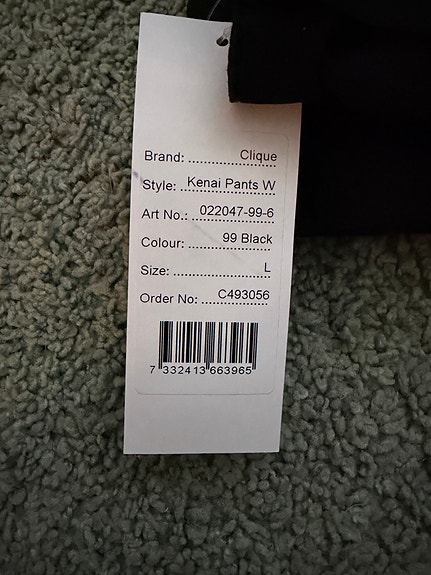 Brand: .................... Clique
Style: .. Kenai Pants W
Art No.: .. 022047-99-6
Colour: ........ 99 Black
Size: ........................ L
Order No: ... C493056
7 332413 663965